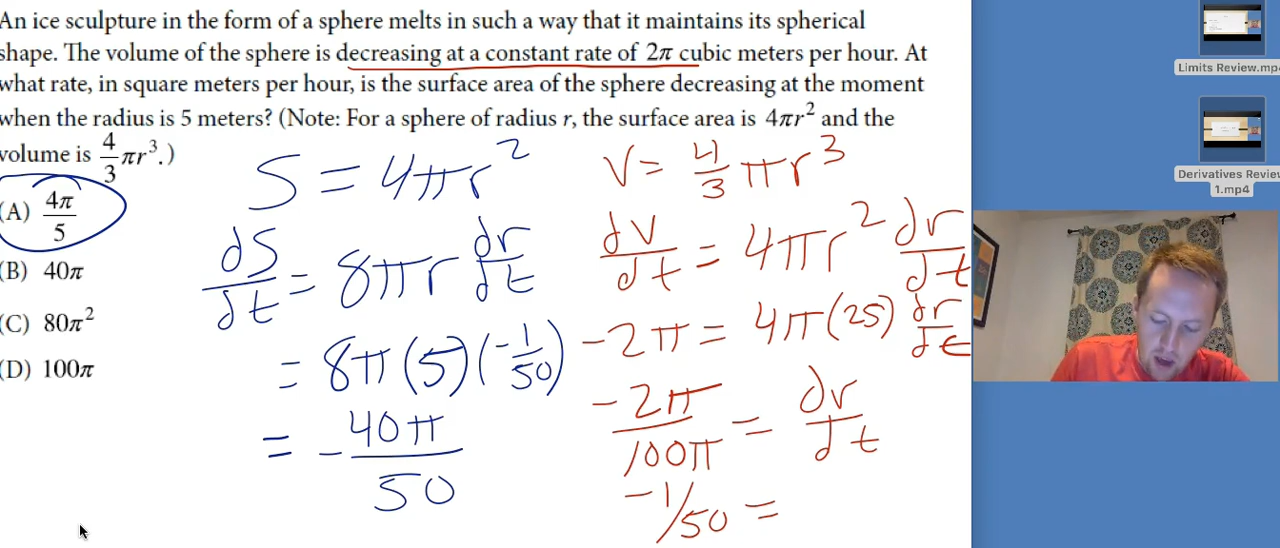 An ice sculpture in the form of a sphere melts in such a way that it maintains its spherical
shape. The volume of the sphere is decreasing at a constant rate of 2π cubic meters per hour. At
what rate, in square meters per hour, is the surface area of the sphere decreasing at the moment
when the radius is 5 meters? (Note: For a sphere of radius r, the surface area is 4πr² and the
volume is 4/3 πr³.)
(A) 4π/5
(B) 40π
(C) 80π²
(D) 100π
S = 4πr²
dS/dt = 8πr dr/dt
= 8π(5)(-1/50)
= - 40π/50
V = 4/3 πr³
dV/dt = 4πr² dr/dt
-2π = 4π(25) dr/dt
-2π/100π = dr/dt
-1/50 =
Limits Review.mp4
Derivatives Review
1.mp4